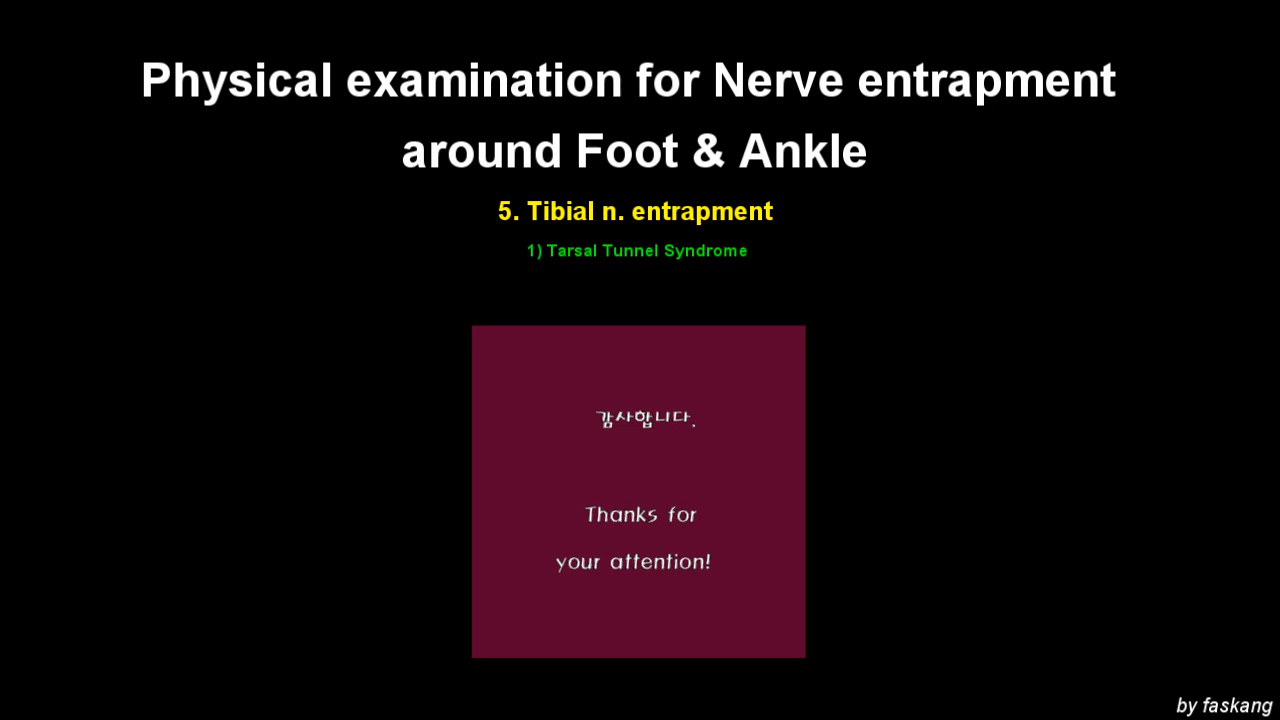 Physical examination for Nerve entrapment
around Foot & Ankle
5. Tibial n. entrapment
1) Tarsal Tunnel Syndrome
감사합니다.
Thanks for
your attention!
by faskang